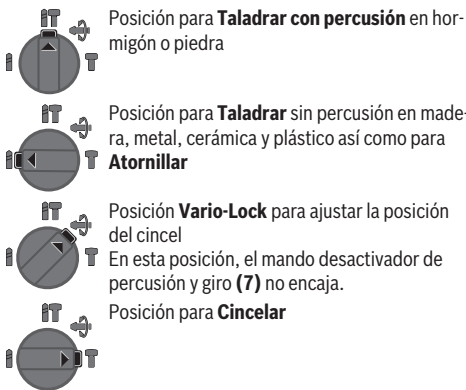 Posición para Taladrar con percusión en hor-
migón o piedra
Posición para Taladrar sin percusión en made-
ra, metal, cerámica y plástico así como para
Atornillar
Posición Vario-Lock para ajustar la posición
del cincel
En esta posición, el mando desactivador de
percusión y giro (7) no encaja.
Posición para Cincelar